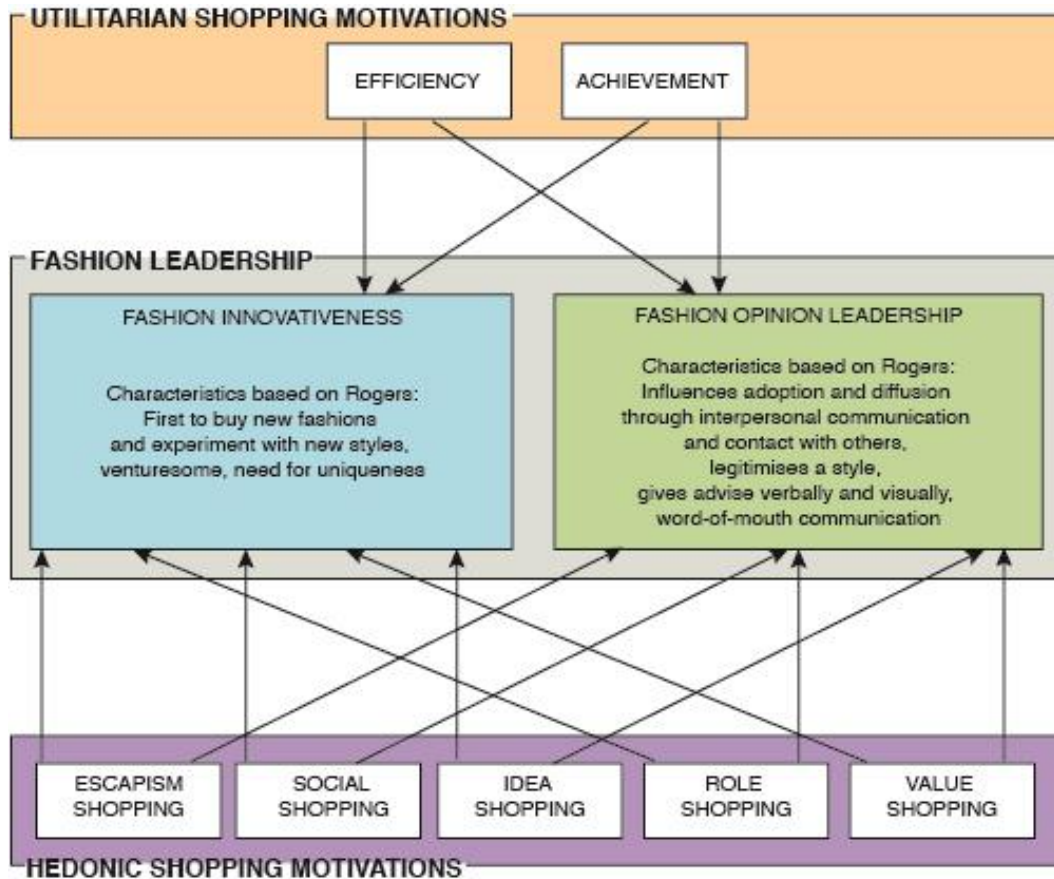 UTILITARIAN SHOPPING MOTIVATIONS
EFFICIENCY
ACHIEVEMENT
FASHION LEADERSHIP
FASHION INNOVATIVENESS
Characteristics based on Rogers:
First to buy new fashions
and experiment with new styles,
venturesome, need for uniqueness
FASHION OPINION LEADERSHIP
Characteristics based on Rogers:
Influences adoption and diffusion
through interpersonal communication
and contact with others,
legitimises a style,
gives advise verbally and visually,
word-of-mouth communication
ESCAPISM
SHOPPING
SOCIAL
SHOPPING
IDEA
SHOPPING
ROLE
SHOPPING
VALUE
SHOPPING
HEDONIC SHOPPING MOTIVATIONS